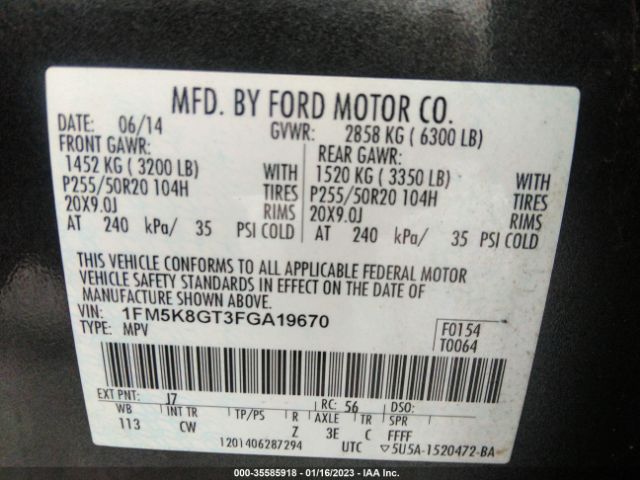 MFD. BY FORD MOTOR CO.
DATE: 06/14 GVWR: 2858 KG ( 6300 LB)
FRONT GAWR: REAR GAWR:
1452 KG ( 3200 LB) WITH 1520 KG ( 3350 LB) WITH
P255/50R20 104H TIRES P255/50R20 104H TIRES
20X9.0J RIMS 20X9.0J RIMS
AT 240 kPa/ 35 PSI COLD AT 240 kPa/ 35 PSI COLD
THIS VEHICLE CONFORMS TO ALL APPLICABLE FEDERAL MOTOR
VEHICLE SAFETY STANDARDS IN EFFECT ON THE DATE OF
MANUFACTURE SHOWN ABOVE.
VIN: 1FM5K8GT3FGA19670 F0154
TYPE: MPV T0064
EXT PNT: J7 RC: 56 DSO:
WB INT TR TP/PS R AXLE TR SPR
113 CW Z 3E C FFFF
1201406287294 UTC ▽5U5A-1520472-BA
000-35585918 - 01/16/2023 - IAA Inc.